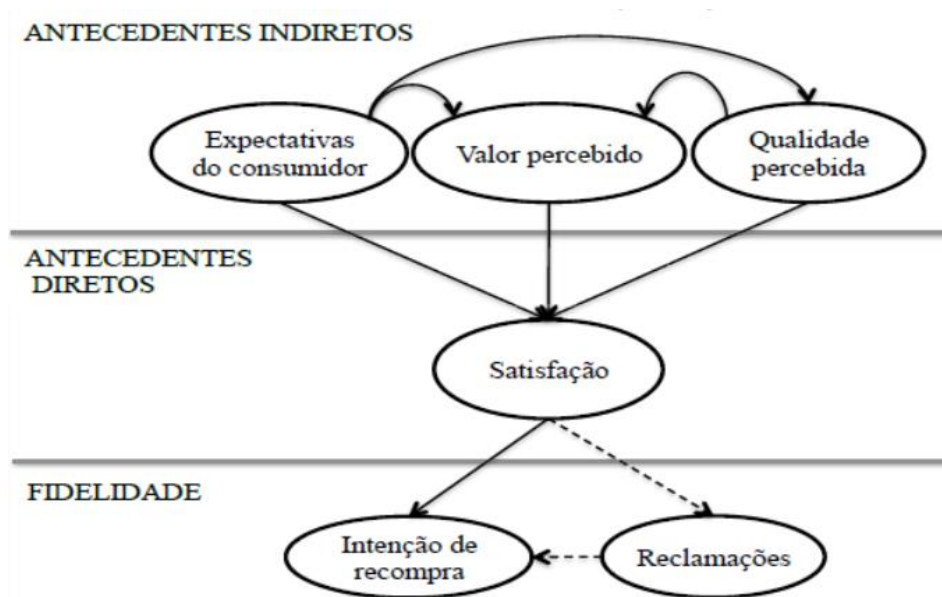 ANTECEDENTES INDIRETOS
Expectativas
do consumidor
Valor percebido
Qualidade
percebida
ANTECEDENTES
DIRETOS
Satisfação
FIDELIDADE
Intenção de
recompra
Reclamações